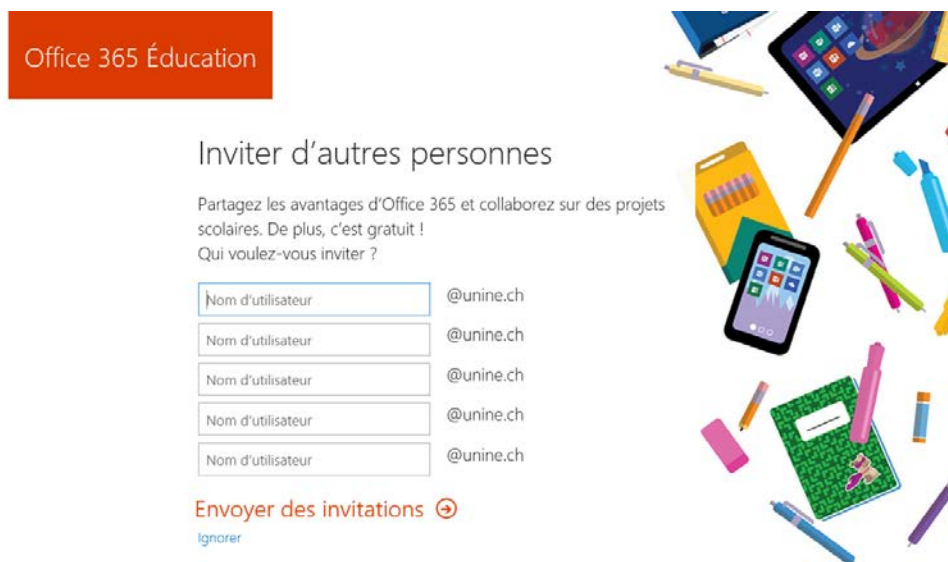 Office 365 Éducation
Inviter d'autres personnes
Partagez les avantages d'Office 365 et collaborez sur des projets
scolaires. De plus, c'est gratuit !
Qui voulez-vous inviter ?
Nom d'utilisateur @unine.ch
Nom d'utilisateur @unine.ch
Nom d'utilisateur @unine.ch
Nom d'utilisateur @unine.ch
Nom d'utilisateur @unine.ch
Envoyer des invitations
Ignorer